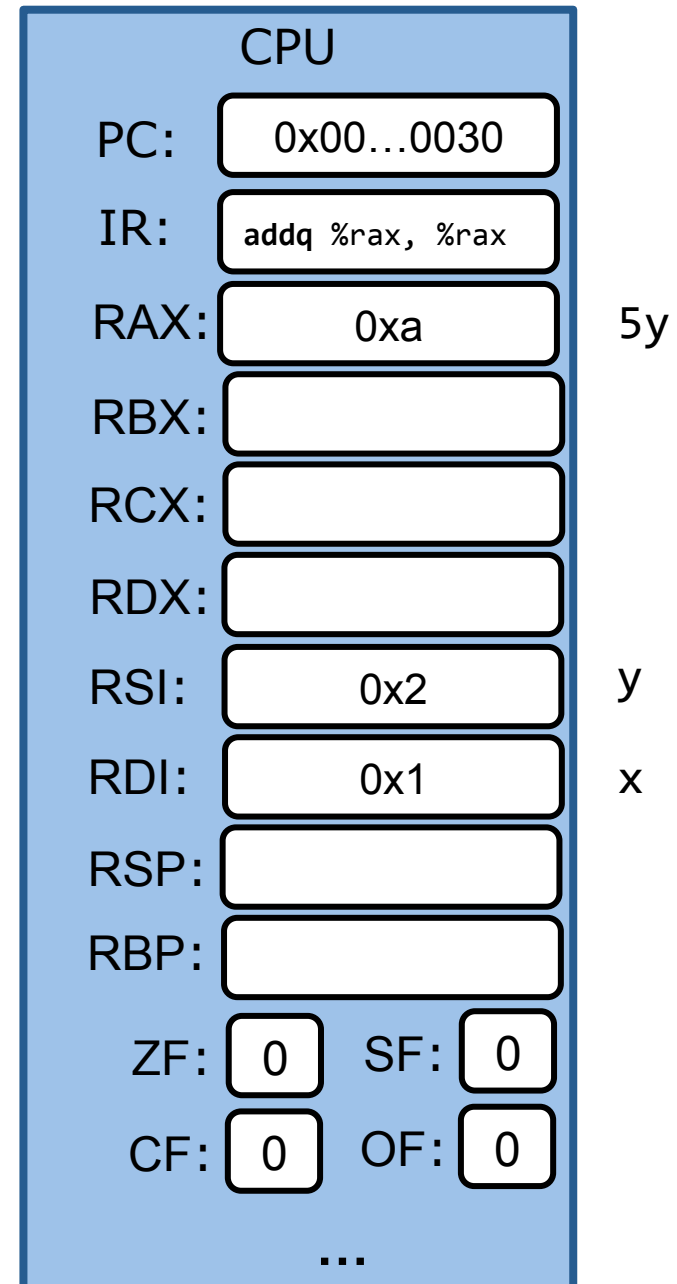 CPU
PC: 0x00...0030
IR: addq %rax, %rax
RAX: 0xa 5y
RBX:
RCX:
RDX:
RSI: 0x2 y
RDI: 0x1 x
RSP:
RBP:
ZF: 0 SF: 0
CF: 0 OF: 0
...